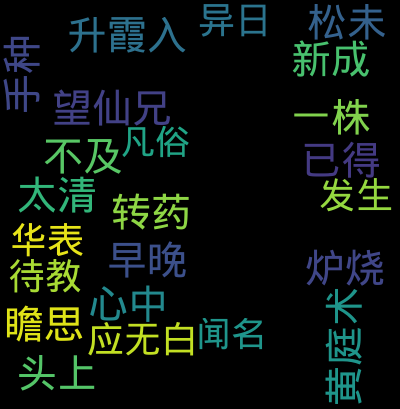 异日
松未
升霞入
新成
手种
望仙兄
一株
凡俗
不及
已得
太清
发生
转药
华表
早晚
炉烧
待教
心中
瞻思
应无白
闻名
黄庭术
头上